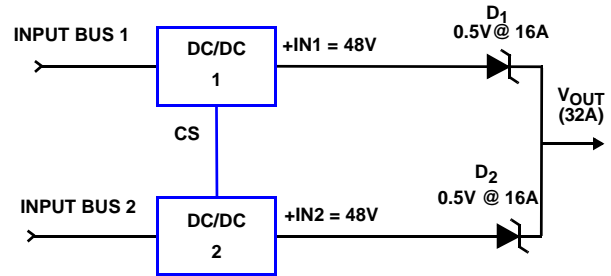 D1
0.5V @ 16A
INPUT BUS 1
DC/DC
1
+IN1 = 48V
VOUT
(32A)
CS
D2
0.5V @ 16A
INPUT BUS 2
DC/DC
2
+IN2 = 48V